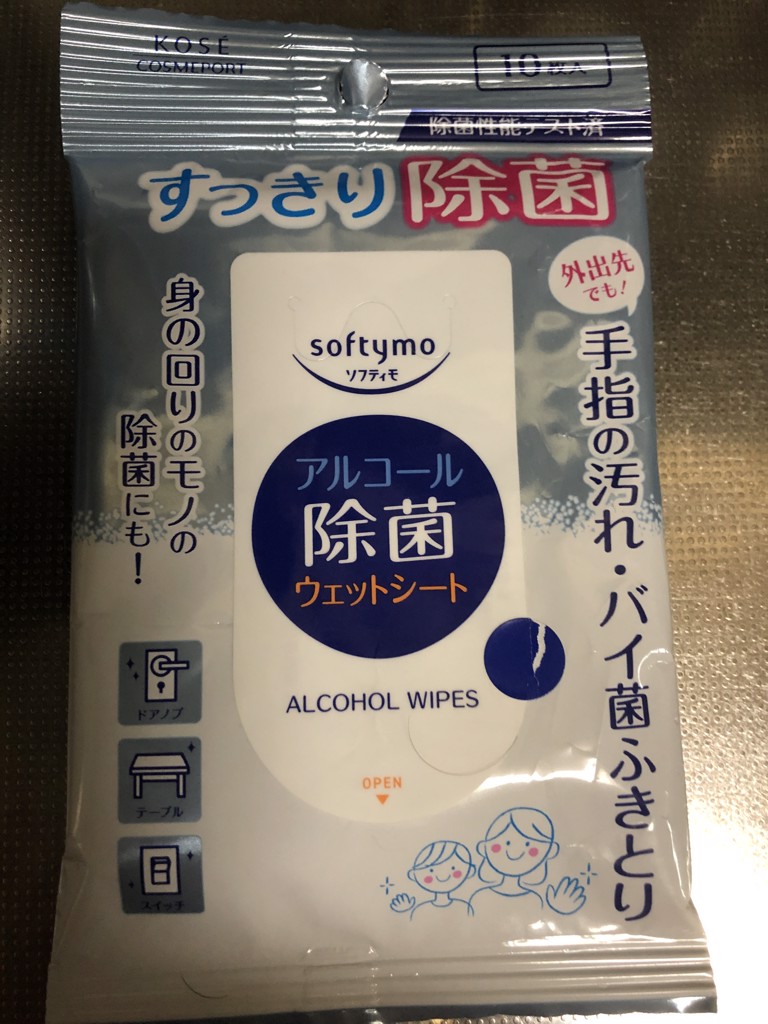 KOSÉ
COSMEPORT
10枚入
除菌性能テスト済
すっきり除菌
外出先
でも!
手指の汚れ・バイ菌ふきとり
身の回りのモノの
除菌にも!
softymo
ソフティモ
アルコール
除菌
ウェットシート
ALCOHOL WIPES
OPEN
ドアノブ
テーブル
スイッチ